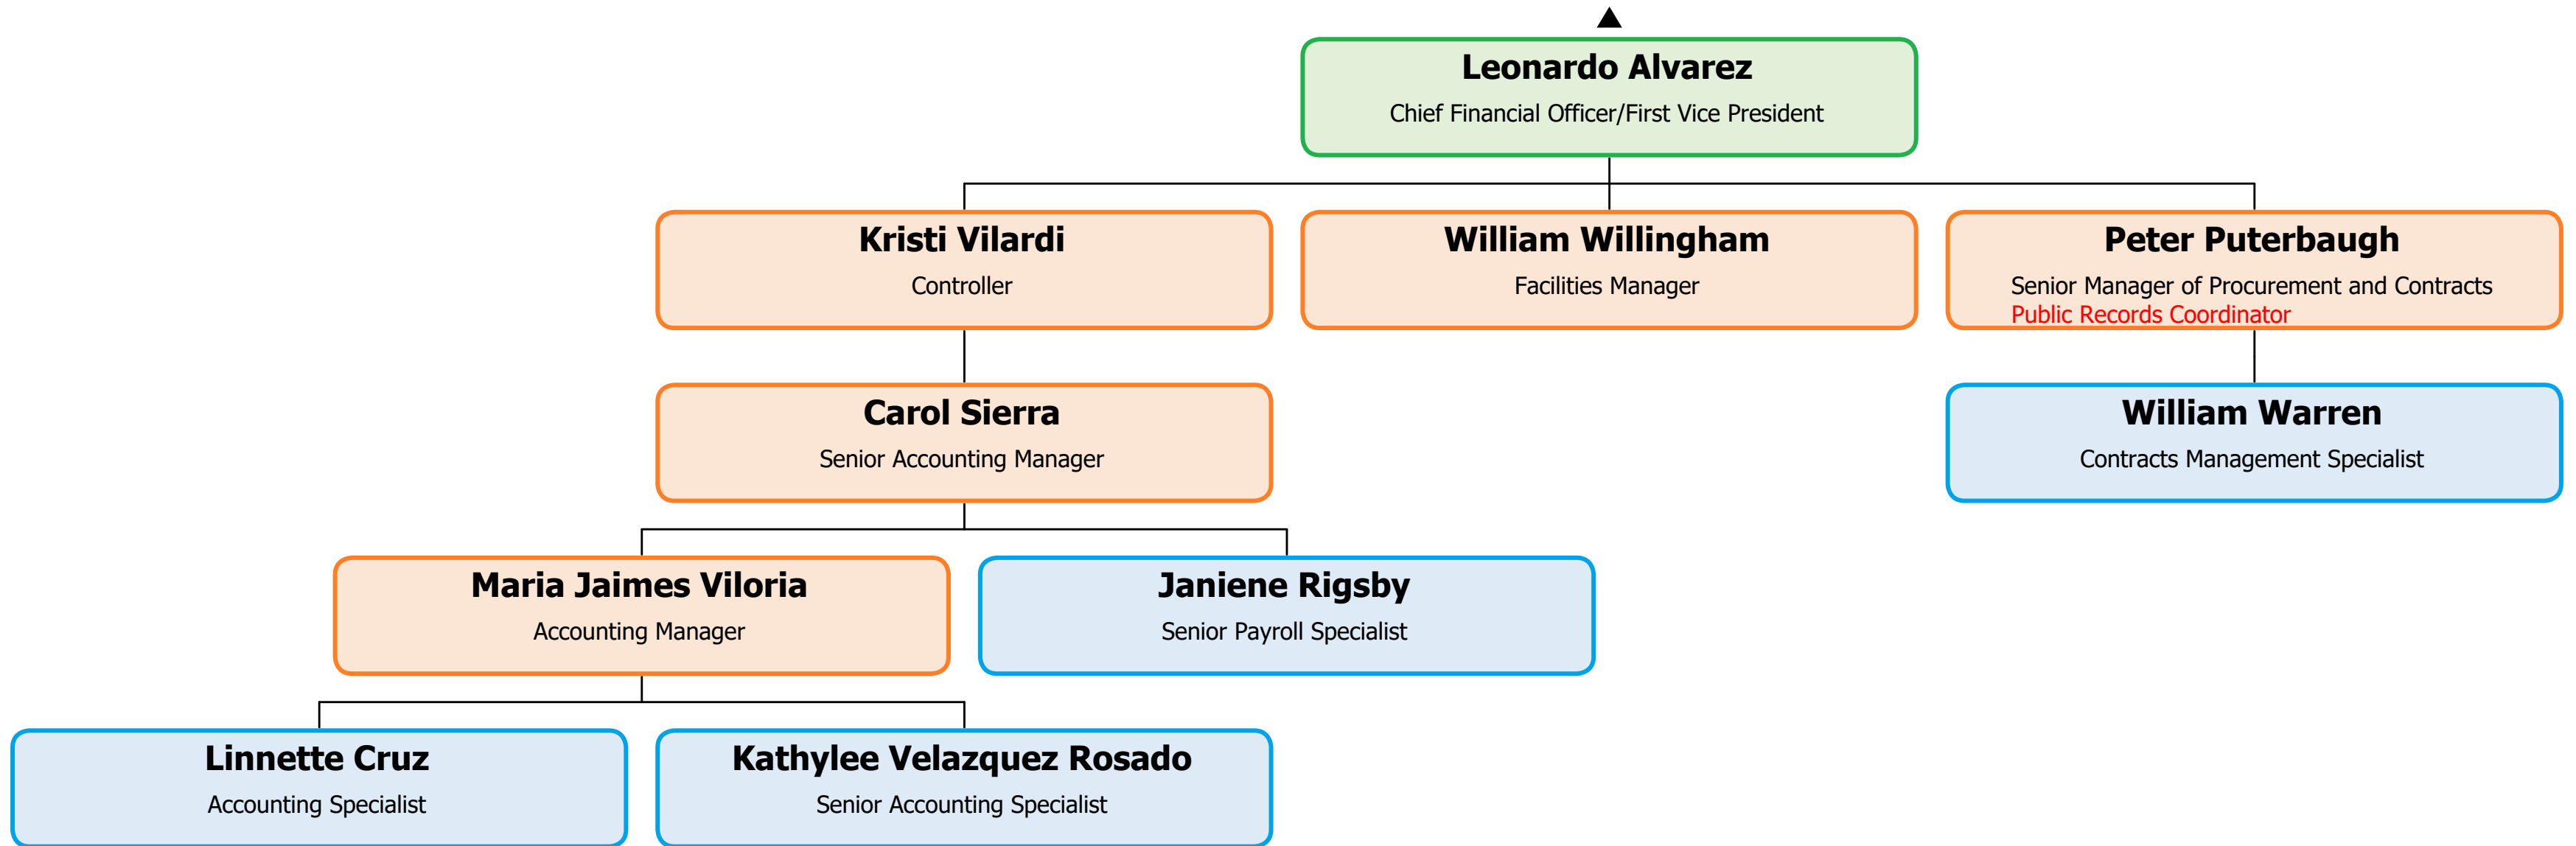 Leonardo Alvarez
Chief Financial Officer/First Vice President
Kristi Vilardi
Controller
William Willingham
Facilities Manager
Peter Puterbaugh
Senior Manager of Procurement and Contracts
Public Records Coordinator
Carol Sierra
Senior Accounting Manager
William Warren
Contracts Management Specialist
Maria Jaimes Viloria
Accounting Manager
Janiene Rigsby
Senior Payroll Specialist
Linnette Cruz
Accounting Specialist
Kathylee Velazquez Rosado
Senior Accounting Specialist